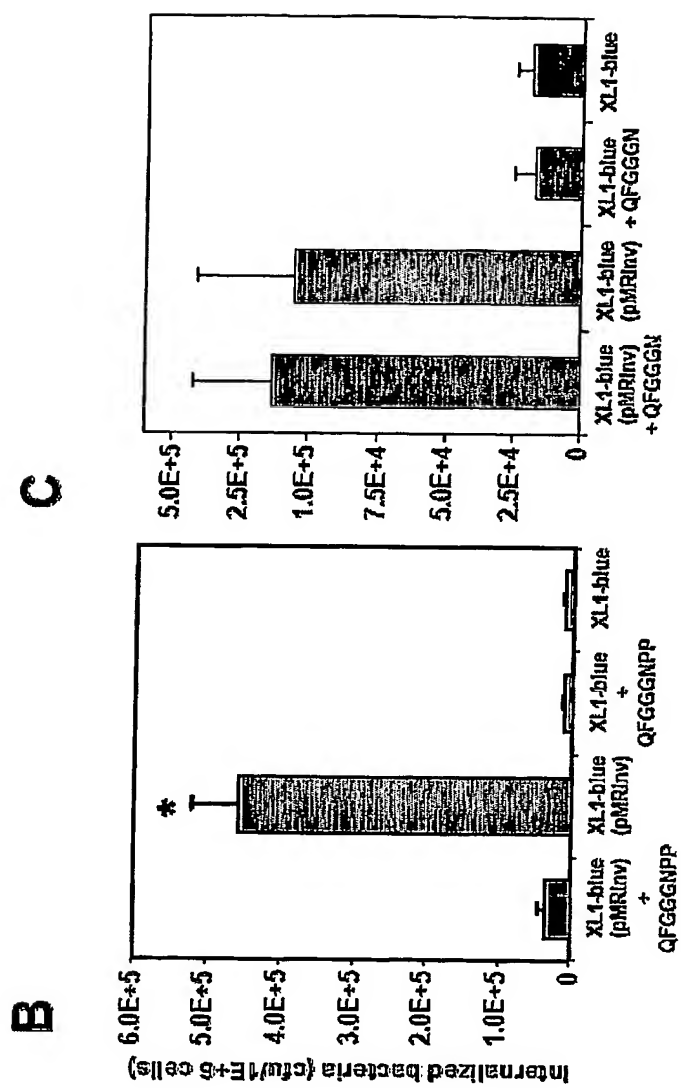 B
Internalized bacteria (cfu/1E+6 cells)
6.0E+5
5.0E+5
4.0E+5
3.0E+5
2.0E+5
1.0E+5
0
*
XL1-blue
(pMRInv)
+
QFGGGNPP
XL1-blue
(pMRInv)
XL1-blue
+
QFGGGNPP
XL1-blue
C
5.0E+5
2.5E+5
1.0E+5
7.5E+4
5.0E+4
2.5E+4
0
XL1-blue
(pMRInv)
+ QFGGGN
XL1-blue
(pMRInv)
XL1-blue
+ QFGGGN
XL1-blue